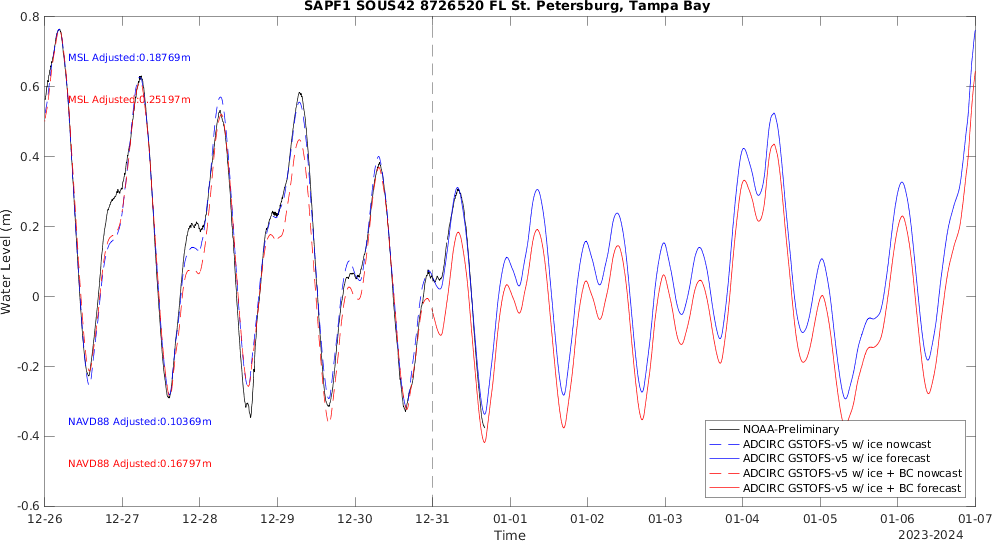 SAPF1 SOUS42 8726520 FL St. Petersburg, Tampa Bay
0.8
0.6
0.4
0.2
0
-0.2
-0.4
-0.6
Water Level (m)
MSL Adjusted:0.18769m
MSL Adjusted:0.25197m
NAVD88 Adjusted:0.10369m
NAVD88 Adjusted:0.16797m
NOAA-Preliminary
ADCIRC GSTOFS-v5 w/ ice nowcast
ADCIRC GSTOFS-v5 w/ ice forecast
ADCIRC GSTOFS-v5 w/ ice + BC nowcast
ADCIRC GSTOFS-v5 w/ ice + BC forecast
12-26 12-27 12-28 12-29 12-30 12-31 01-01 01-02 01-03 01-04 01-05 01-06 01-07
Time
2023-2024